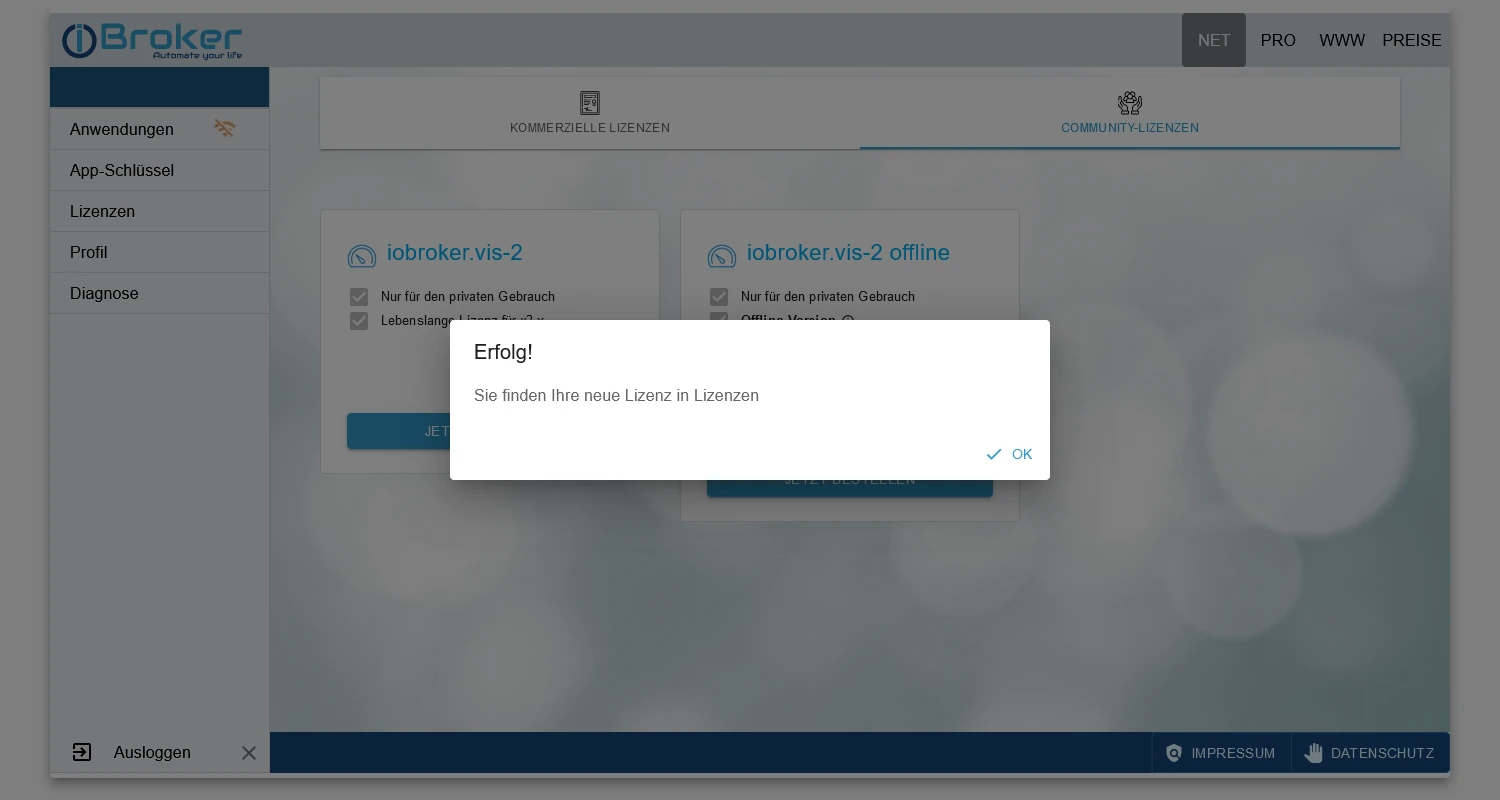 ioBroker
Automate your life
NET
PRO
WWW
PREISE
KOMMERZIELLE LIZENZEN
COMMUNITY-LIZENZEN
Anwendungen
App-Schlüssel
Lizenzen
Profil
Diagnose
iobroker.vis-2
Nur für den privaten Gebrauch
Lebenslange Lizenz für v2.x
JET
iobroker.vis-2 offline
Nur für den privaten Gebrauch
Offline Version
JETZT BESTELLEN
Erfolg!
Sie finden Ihre neue Lizenz in Lizenzen
OK
Ausloggen
IMPRESSUM
DATENSCHUTZ